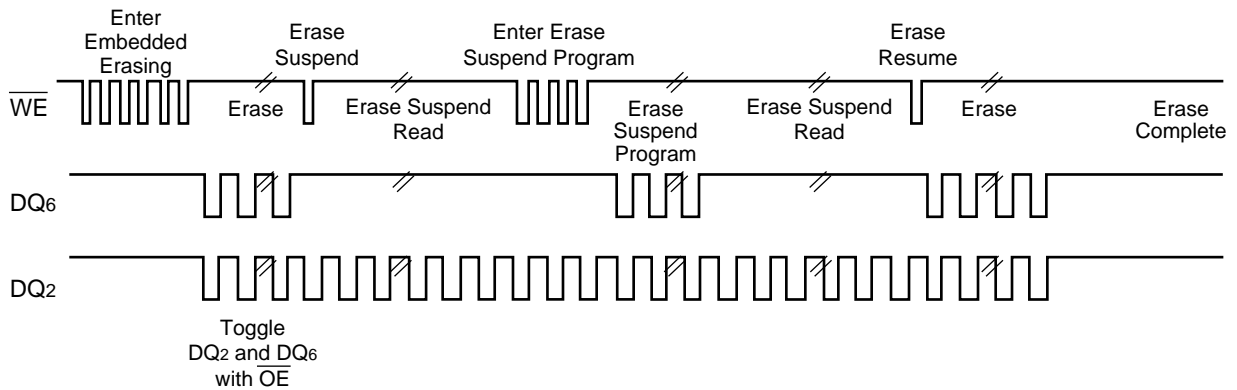 Enter
Embedded
Erasing
Erase
Suspend
Enter Erase
Suspend Program
Erase
Resume
WE
Erase
Erase Suspend
Read
Erase
Suspend
Program
Erase Suspend
Read
Erase
Erase
Complete
DQ6
DQ2
Toggle
DQ2 and DQ6
with OE